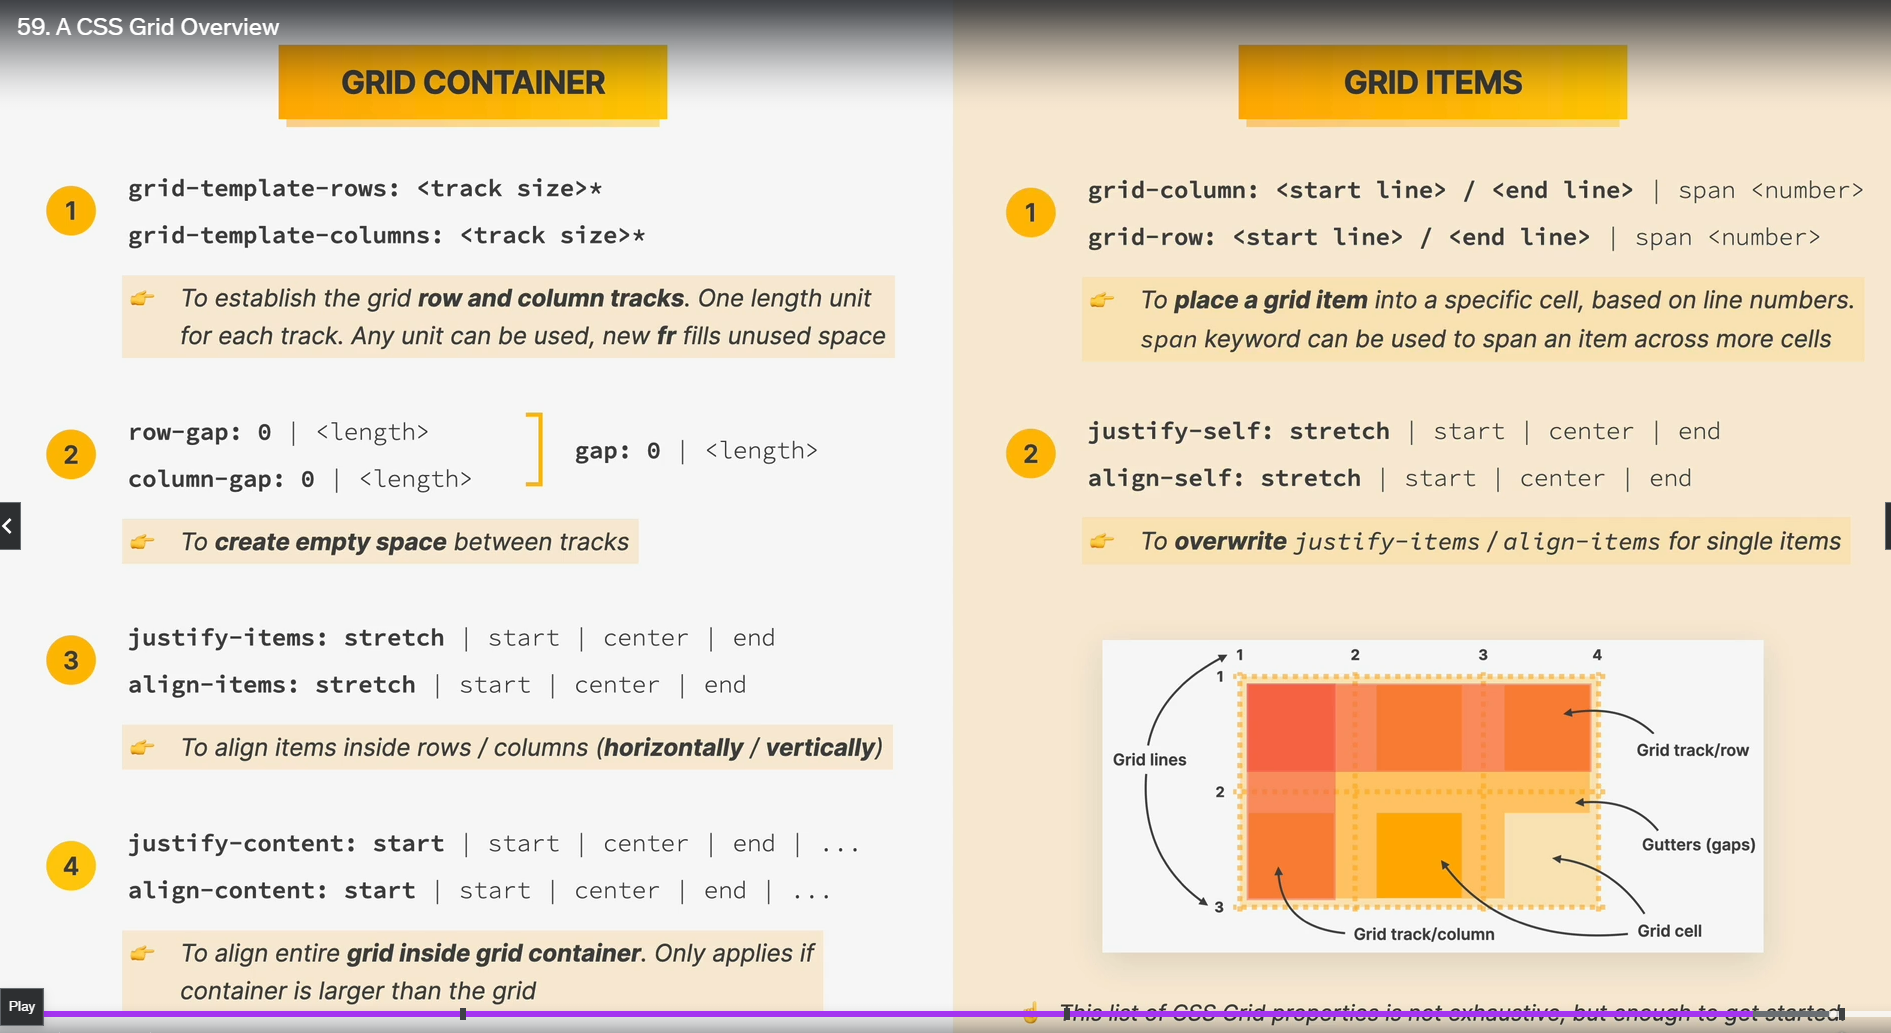 59. A CSS Grid Overview
GRID CONTAINER
1
grid-template-rows: <track size>*
grid-template-columns: <track size>*
👉 To establish the grid row and column tracks. One length unit
for each track. Any unit can be used, new fr fills unused space
2
row-gap: 0 | <length>
column-gap: 0 | <length>
gap: 0 | <length>
👉 To create empty space between tracks
3
justify-items: stretch | start | center | end
align-items: stretch | start | center | end
👉 To align items inside rows / columns (horizontally / vertically)
4
justify-content: start | start | center | end | ...
align-content: start | start | center | end | ...
👉 To align entire grid inside grid container. Only applies if
container is larger than the grid
Play
GRID ITEMS
1
grid-column: <start line> / <end line> | span <number>
grid-row: <start line> / <end line> | span <number>
👉 To place a grid item into a specific cell, based on line numbers.
span keyword can be used to span an item across more cells
2
justify-self: stretch | start | center | end
align-self: stretch | start | center | end
👉 To overwrite justify-items / align-items for single items
1 2 3 4
1
Grid track/row
Grid lines
2
Gutters (gaps)
3
Grid track/column
Grid cell
☝️ This list of CSS Grid properties is not exhaustive, but enough to get started.